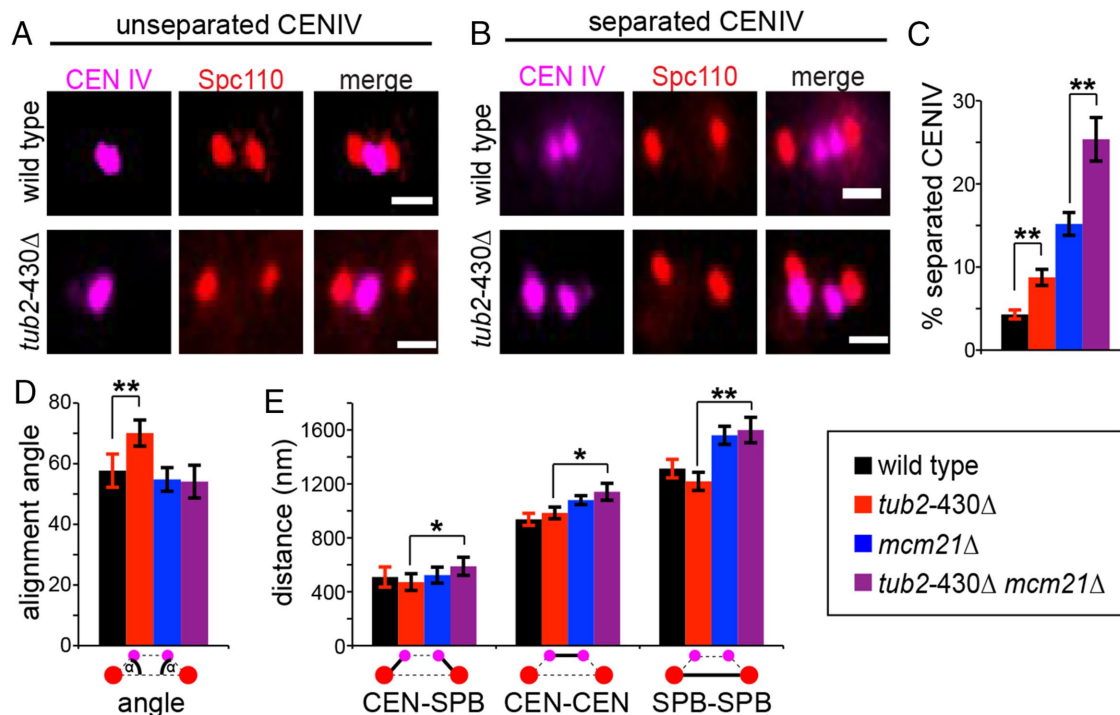 A
unseparated CENIV
CEN IV
Spc110
merge
wild type
tub2-430Δ
B
separated CENIV
CEN IV
Spc110
merge
wild type
tub2-430Δ
C
% separated CENIV
30
20
10
0
**
**
D
alignment angle
80
60
40
20
0
**
α
α
angle
E
distance (nm)
1600
1200
800
400
0
*
*
**
CEN-SPB
CEN-CEN
SPB-SPB
wild type
tub2-430Δ
mcm21Δ
tub2-430Δ mcm21Δ